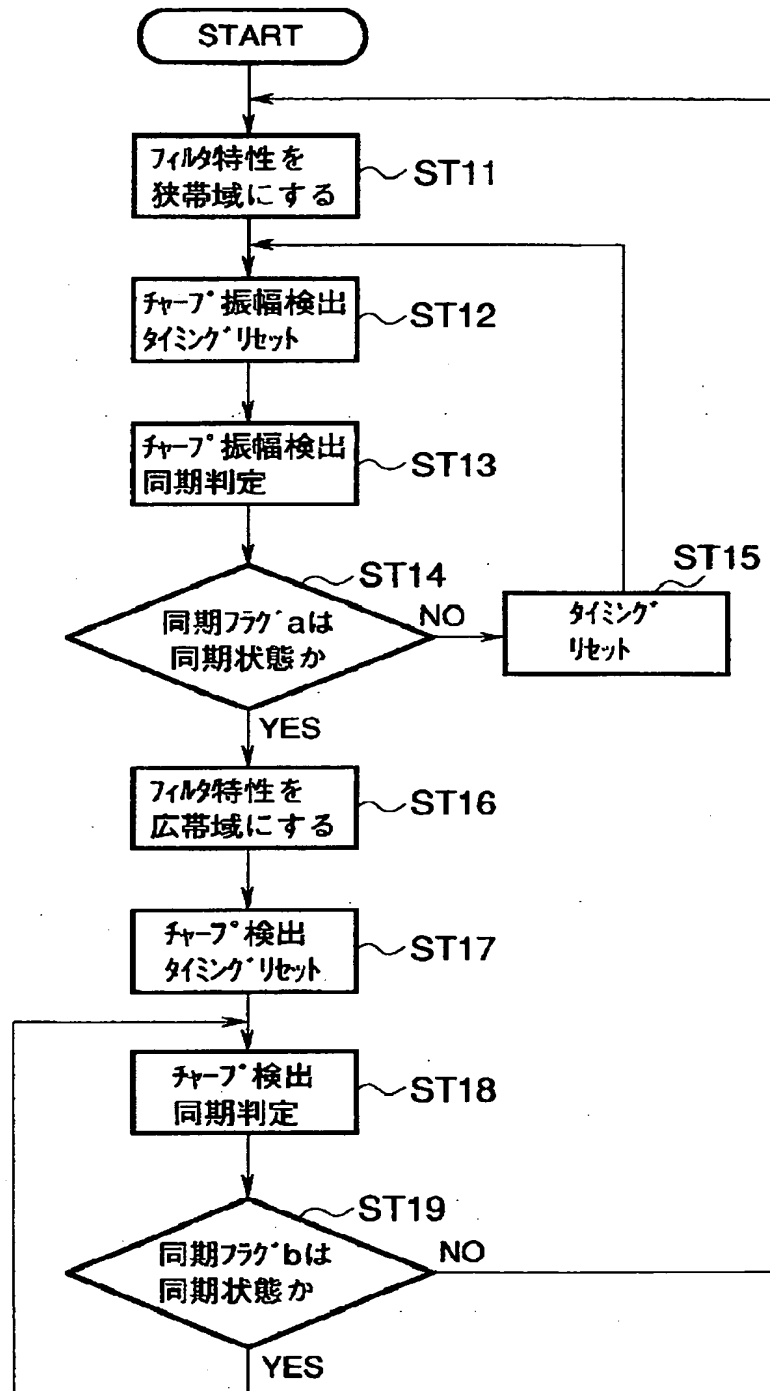 START
ﾌｨﾙﾀ特性を
狭帯域にする
ST11
ﾁｬｰﾌﾟ振幅検出
ﾀｲﾐﾝｸﾞﾘｾｯﾄ
ST12
ﾁｬｰﾌﾟ振幅検出
同期判定
ST13
ST14
同期ﾌﾗｸﾞaは
同期状態か
NO
ST15
ﾀｲﾐﾝｸﾞ
ﾘｾｯﾄ
YES
ﾌｨﾙﾀ特性を
広帯域にする
ST16
ﾁｬｰﾌﾟ検出
ﾀｲﾐﾝｸﾞﾘｾｯﾄ
ST17
ﾁｬｰﾌﾟ検出
同期判定
ST18
ST19
同期ﾌﾗｸﾞbは
同期状態か
NO
YES